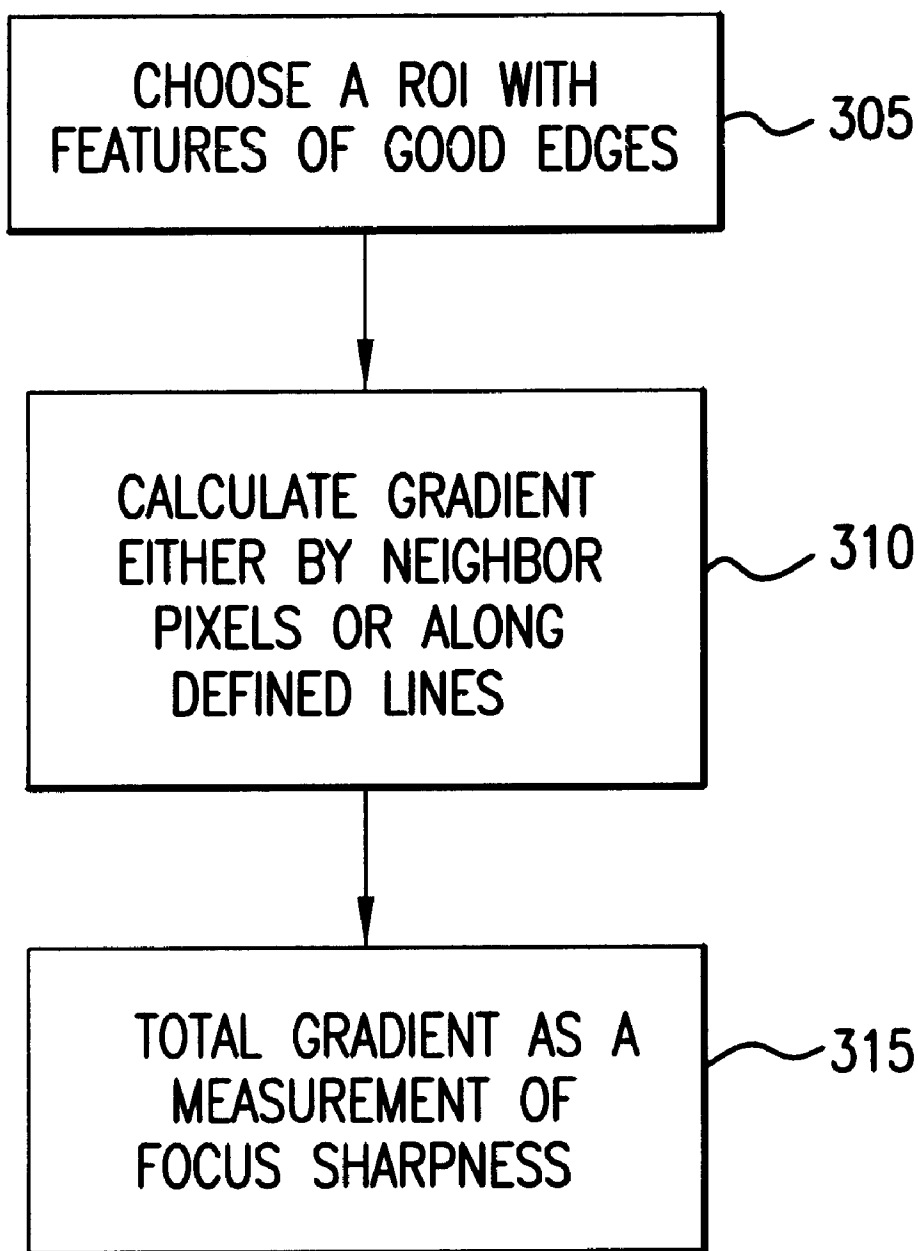 CHOOSE A ROI WITH
FEATURES OF GOOD EDGES
305
CALCULATE GRADIENT
EITHER BY NEIGHBOR
PIXELS OR ALONG
DEFINED LINES
310
TOTAL GRADIENT AS A
MEASUREMENT OF
FOCUS SHARPNESS
315